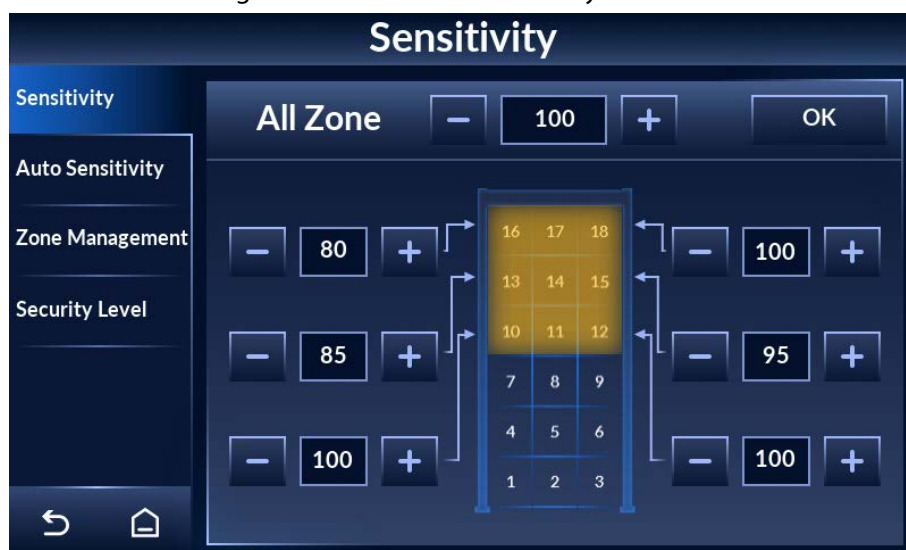 Sensitivity
Sensitivity
All Zone - 100 + OK
Auto Sensitivity
Zone Management
Security Level
- 80 + 16 17 18 - 100 +
13 14 15
10 11 12
- 85 + - 95 +
7 8 9
4 5 6
- 100 + - 100 +
1 2 3